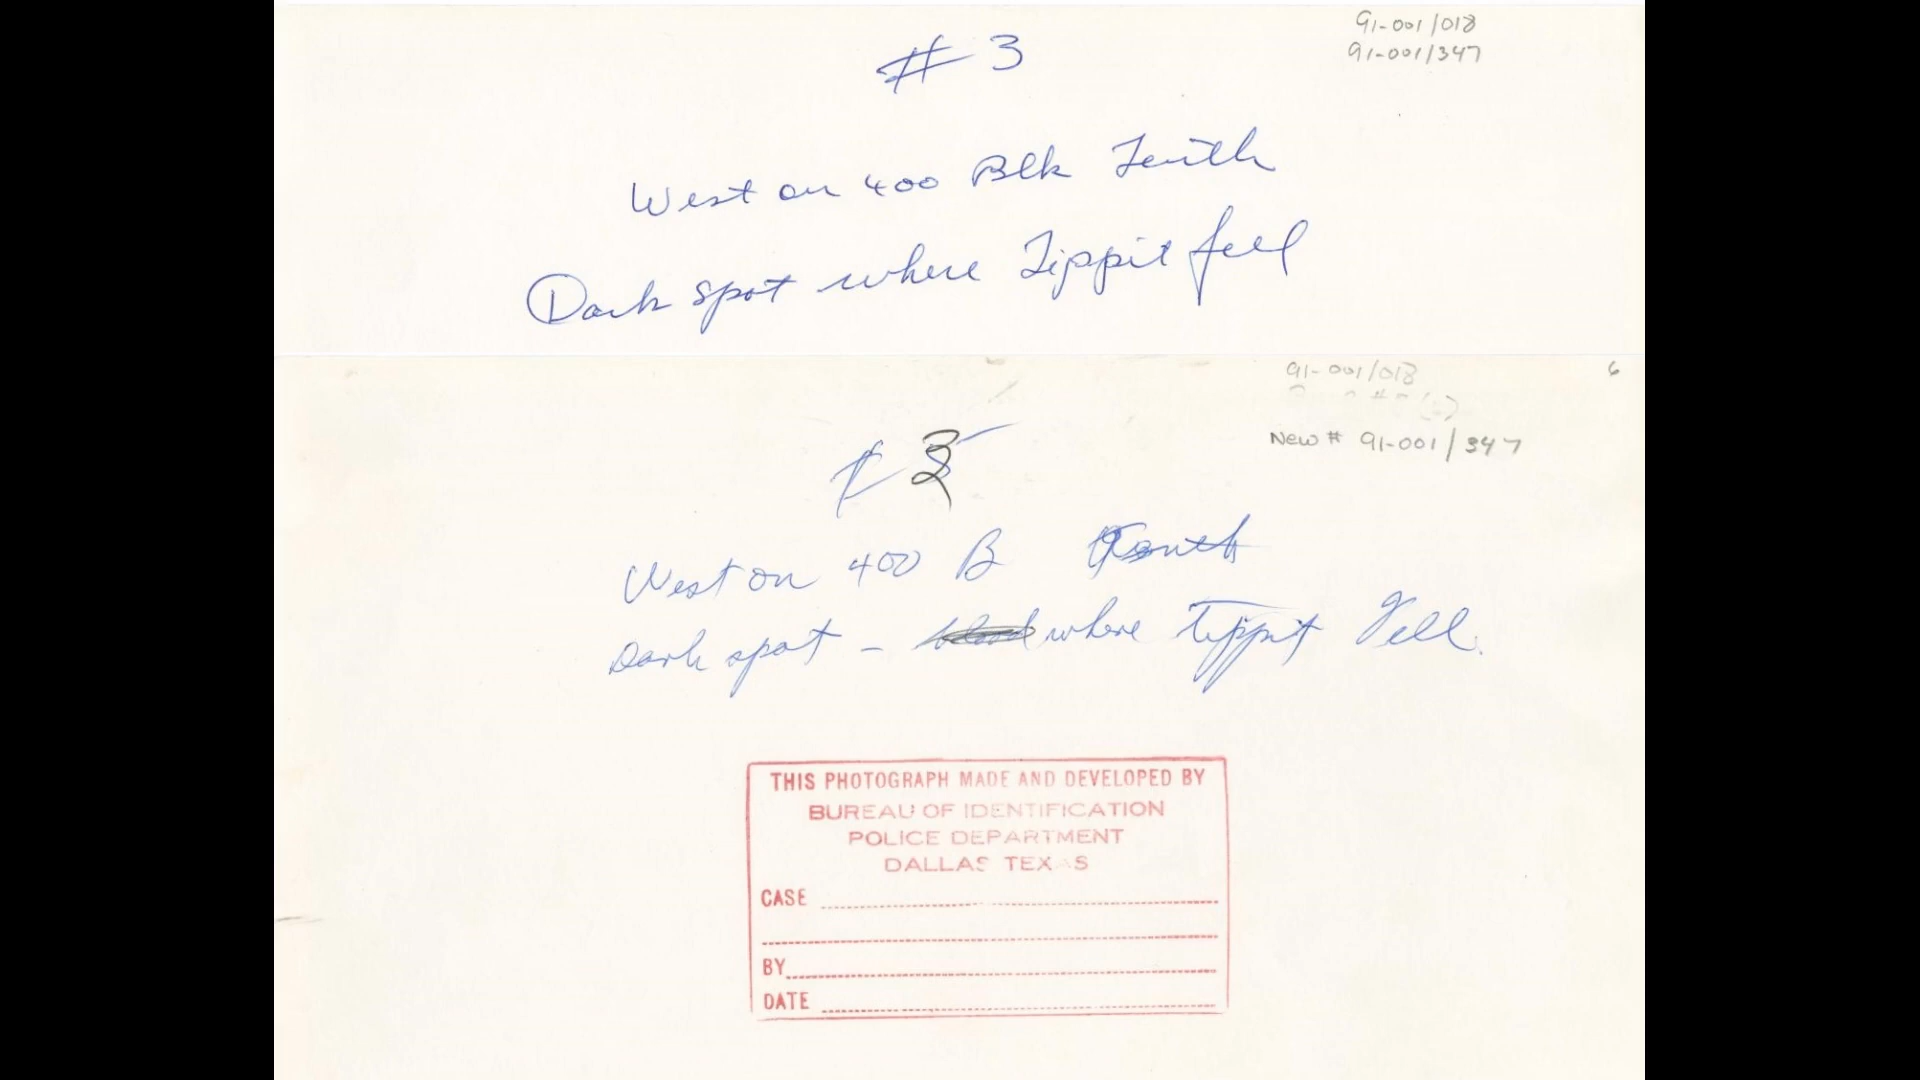 91-001/018
# 3
91-001/347
West on 400 Blk Tenth
Dark spot where Tippit fell
91-001/018
6
New # 91-001/347
# 3
West on 400 B Tenth
Dark spot - where Tippit Fell.
THIS PHOTOGRAPH MADE AND DEVELOPED BY
BUREAU OF IDENTIFICATION
POLICE DEPARTMENT
DALLAS TEXAS
CASE
BY
DATE